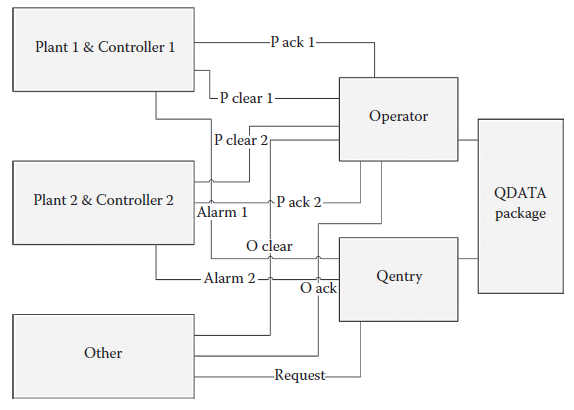 Plant 1 & Controller 1
P ack 1
P clear 1
Operator
P clear 2
Plant 2 & Controller 2
Alarm 1
P ack 2
QDATA
package
O clear
Alarm 2
O ack
Qentry
Other
Request